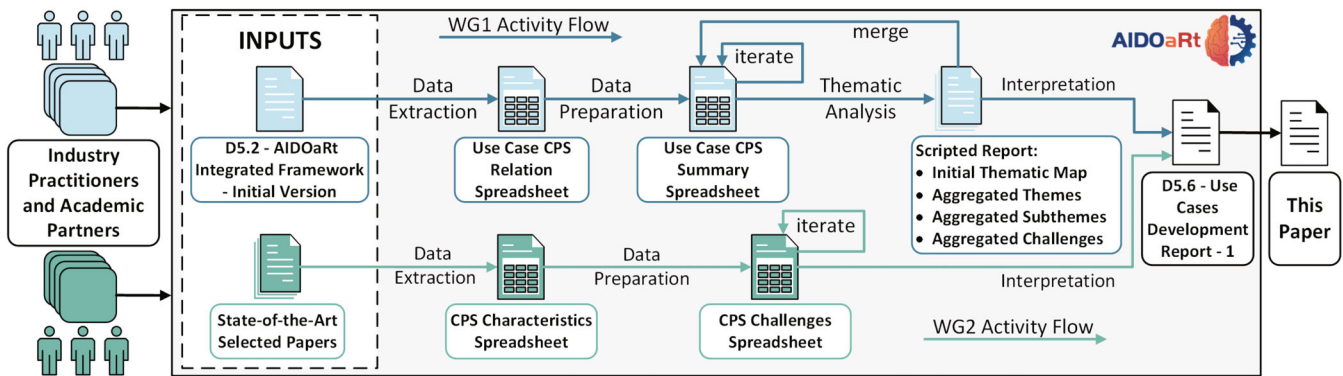 INPUTS
WG1 Activity Flow
merge
AIDOaRt
iterate
Data
Extraction
Data
Preparation
Thematic
Analysis
Interpretation
Industry
Practitioners
and Academic
Partners
D5.2 - AIDOaRt
Integrated Framework
- Initial Version
Use Case CPS
Relation
Spreadsheet
Use Case CPS
Summary
Spreadsheet
Scripted Report:
• Initial Thematic Map
• Aggregated Themes
• Aggregated Subthemes
• Aggregated Challenges
D5.6 - Use
Cases
Development
Report - 1
This
Paper
iterate
Data
Extraction
Data
Preparation
Interpretation
State-of-the-Art
Selected Papers
CPS Characteristics
Spreadsheet
CPS Challenges
Spreadsheet
WG2 Activity Flow